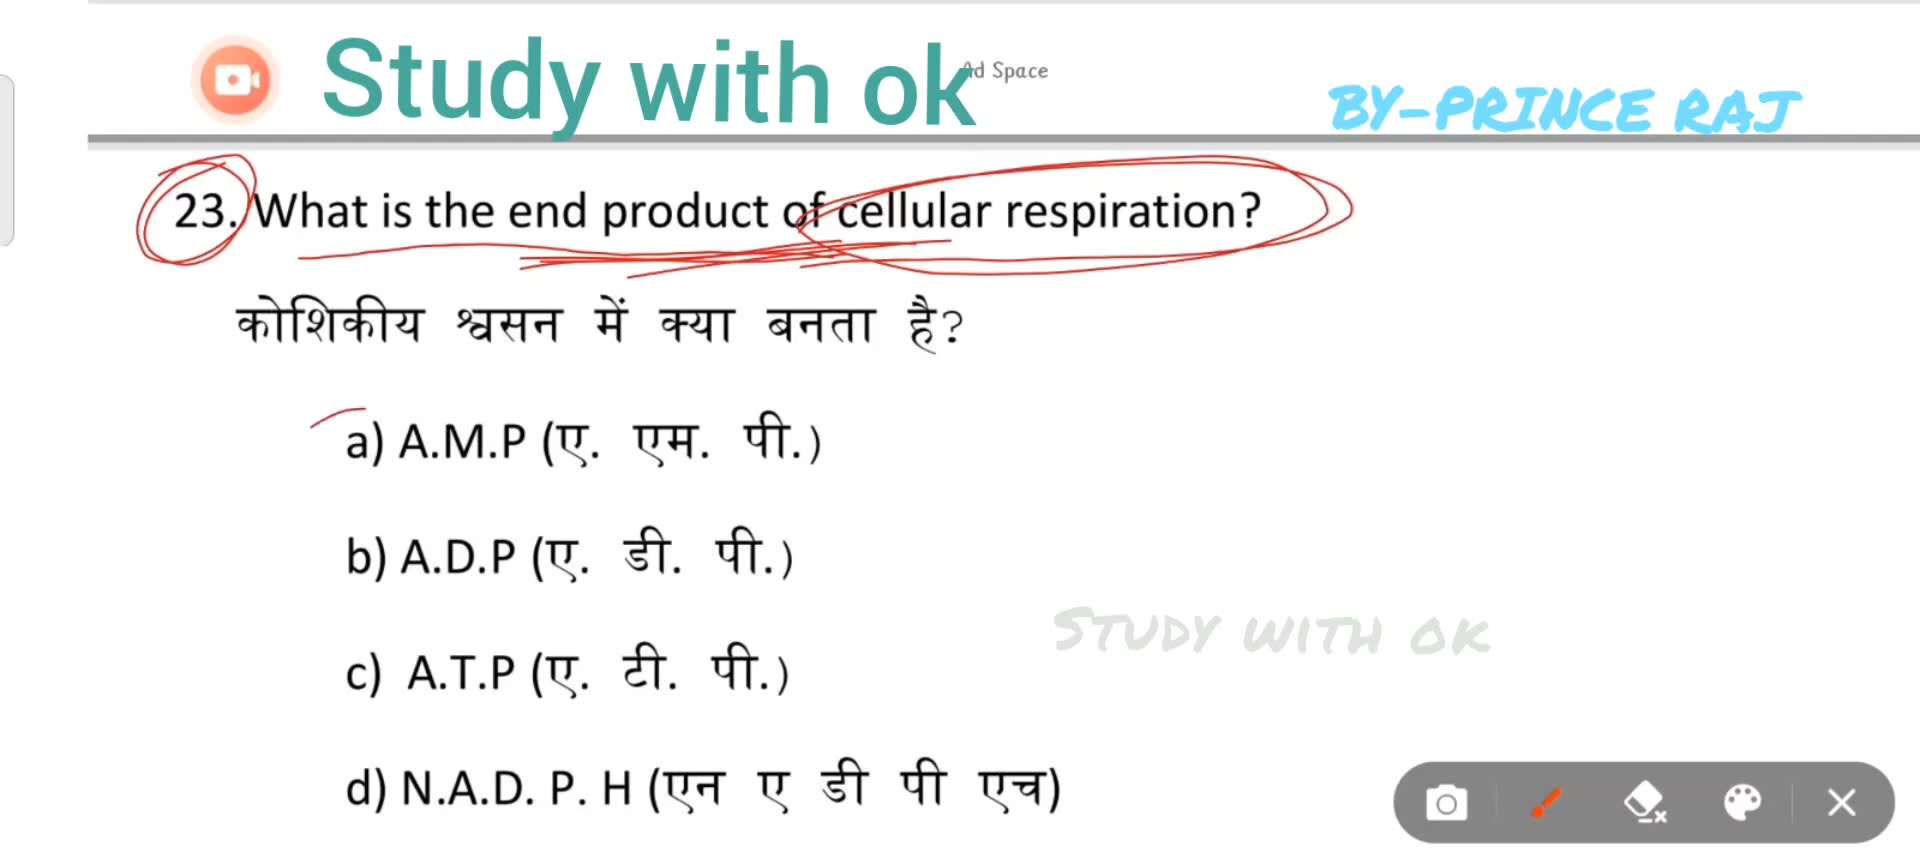 Study with ok
Ad Space
BY-PRINCE RAJ
23. What is the end product of cellular respiration?
कोशिकीय श्वसन में क्या बनता है?
a) A.M.P (ए. एम. पी.)
b) A.D.P (ए. डी. पी.)
STUDY WITH OK
c) A.T.P (ए. टी. पी.)
d) N.A.D. P. H (एन ए डी पी एच)